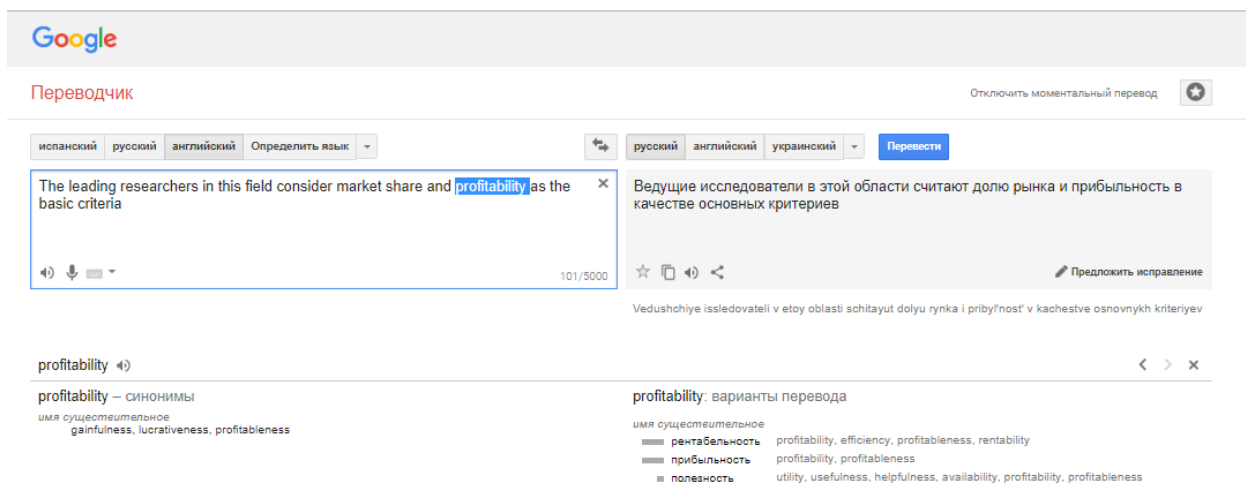 Google
Переводчик
Отключить моментальный перевод
испанский русский английский Определить язык
русский английский украинский Перевести
The leading researchers in this field consider market share and profitability as the
basic criteria
101/5000
Ведущие исследователи в этой области считают долю рынка и прибыльность в
качестве основных критериев
Предложить исправление
Vedushchiye issledovateli v etoy oblasti schitayut dolyu rynka i pribyl'nost' v kachestve osnovnykh kriteriyev
profitability
profitability – синонимы
имя существительное
gainfulness, lucrativeness, profitableness
profitability: варианты перевода
имя существительное
рентабельность profitability, efficiency, profitableness, rentability
прибыльность profitability, profitableness
полезность utility, usefulness, helpfulness, availability, profitability, profitableness